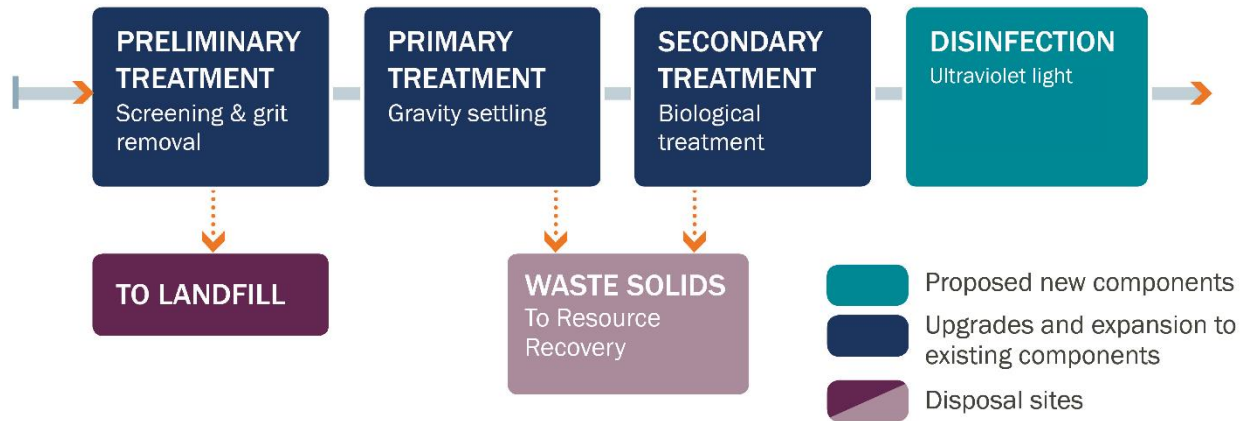 PRELIMINARY
TREATMENT
Screening & grit
removal
PRIMARY
TREATMENT
Gravity settling
SECONDARY
TREATMENT
Biological
treatment
DISINFECTION
Ultraviolet light
TO LANDFILL
WASTE SOLIDS
To Resource
Recovery
Proposed new components
Upgrades and expansion to
existing components
Disposal sites